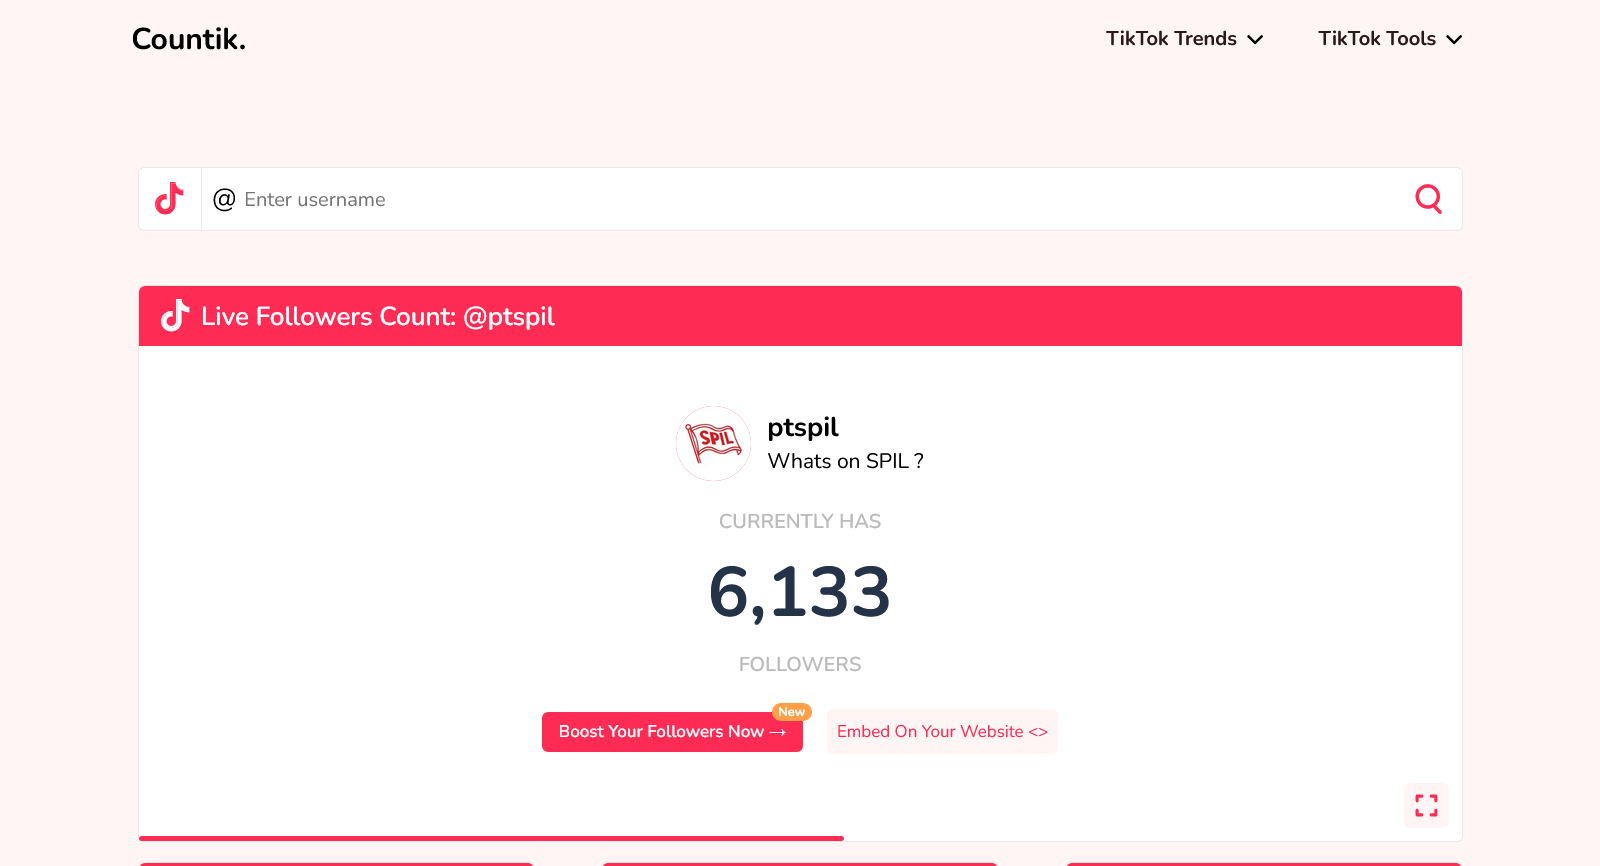 Countik.
TikTok Trends
TikTok Tools
@ Enter username
Live Followers Count: @ptspil
SPIL
ptspil
Whats on SPIL ?
CURRENTLY HAS
6,133
FOLLOWERS
New
Boost Your Followers Now →
Embed On Your Website <>